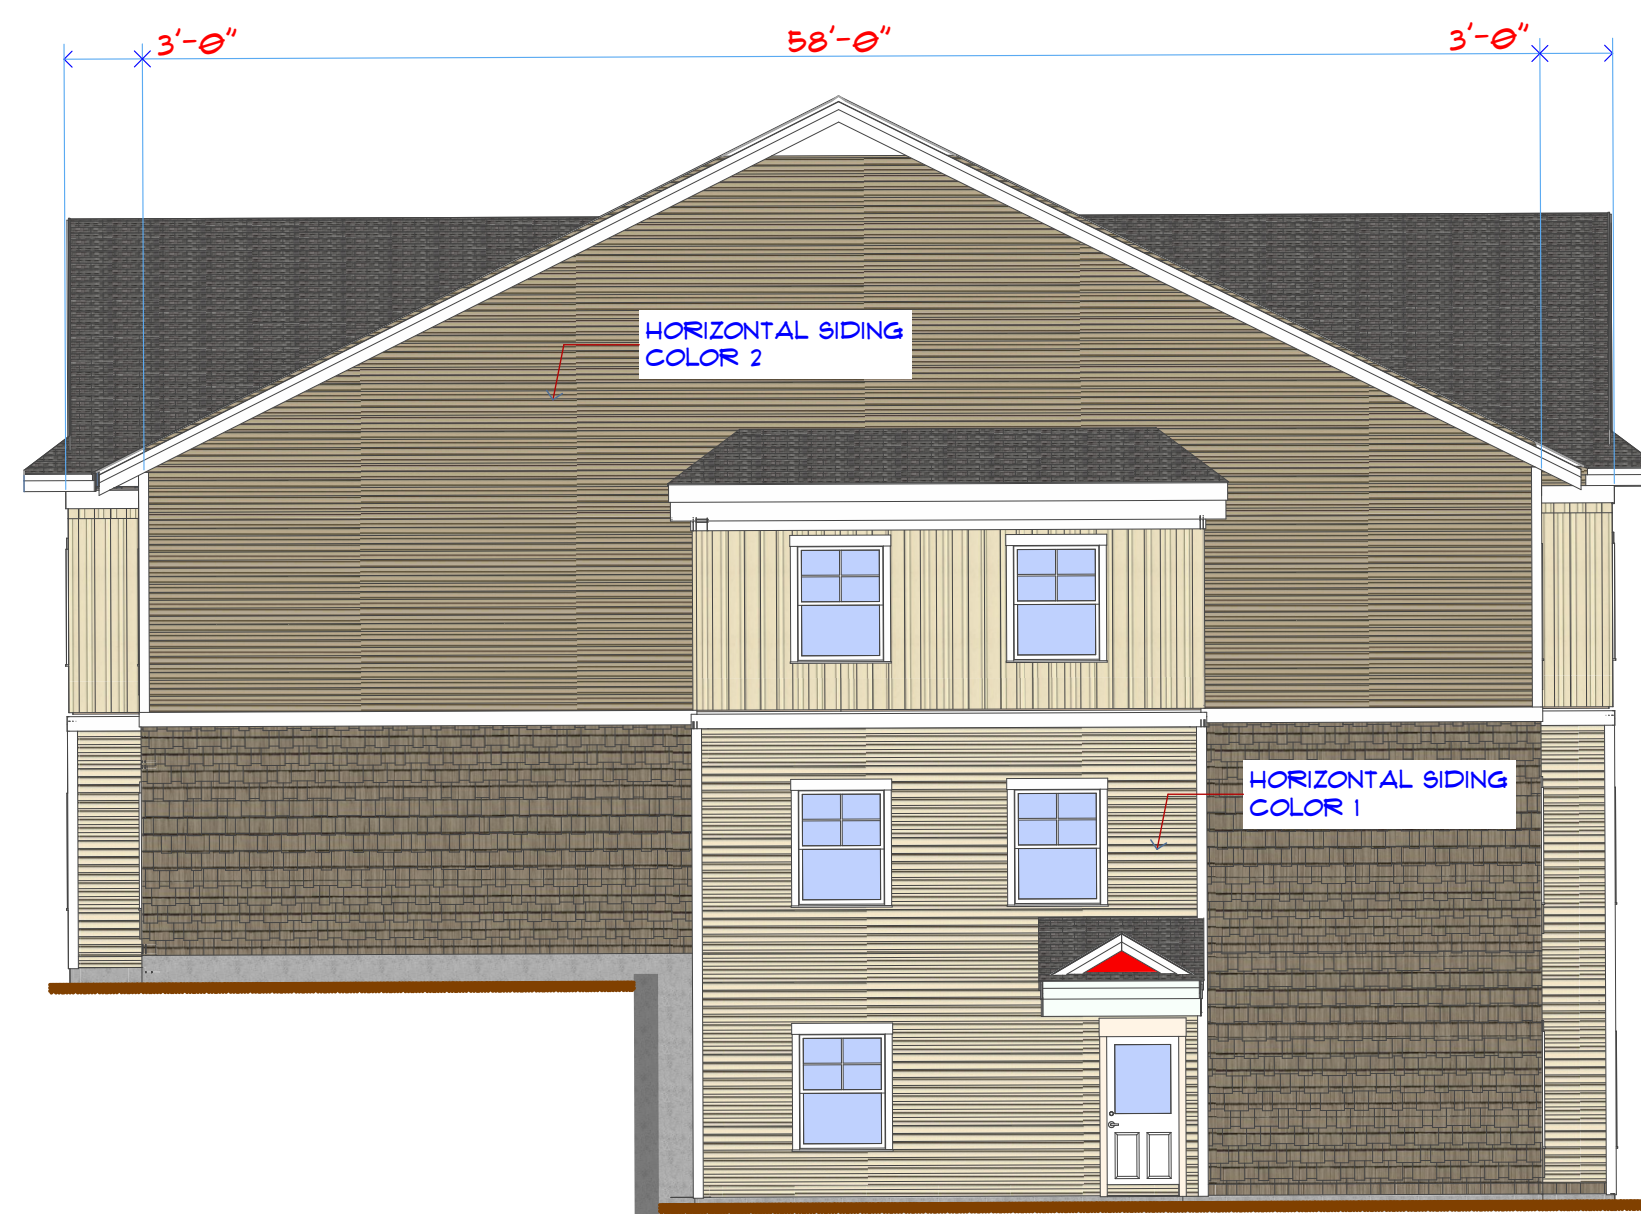 3'-0" 58'-0" 3'-0"
HORIZONTAL SIDING
COLOR 2
HORIZONTAL SIDING
COLOR 1